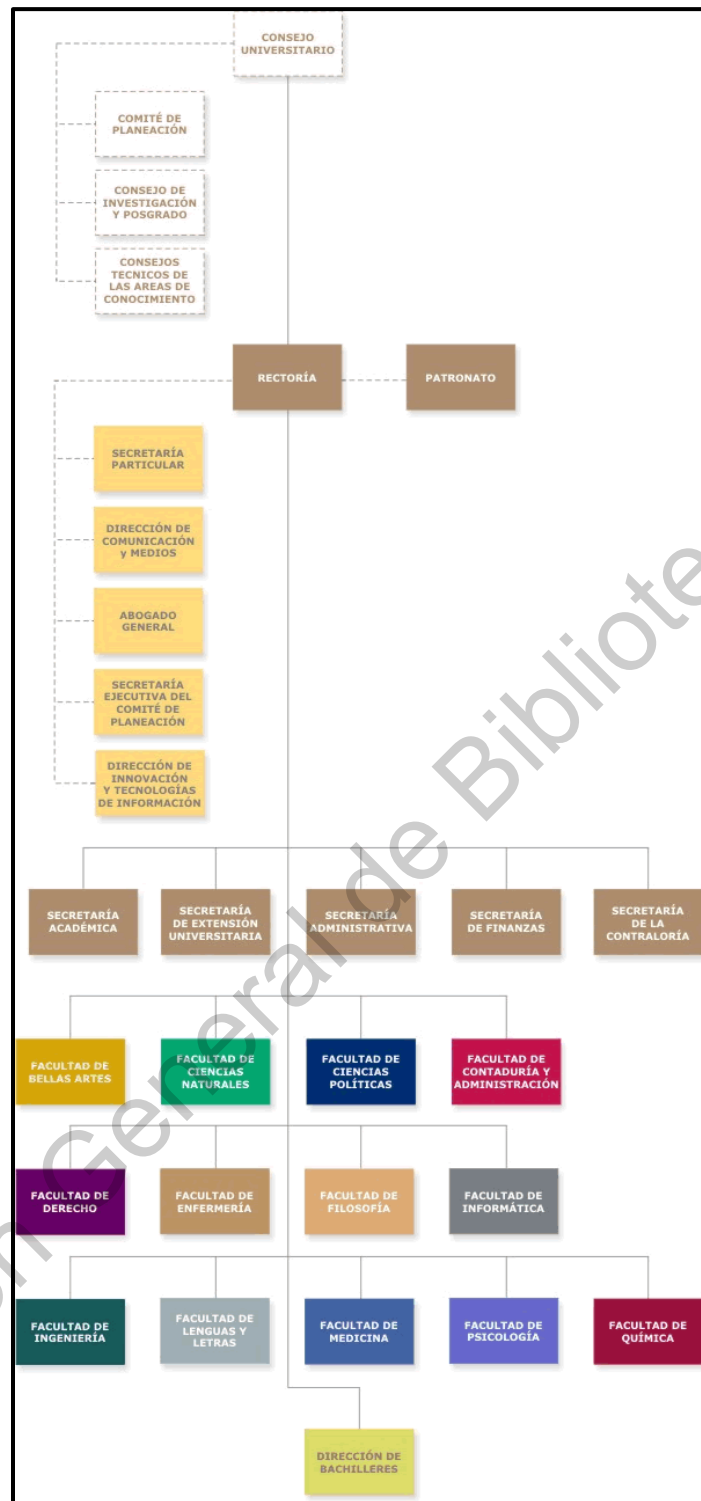 CONSEJO
UNIVERSITARIO
COMITÉ DE
PLANEACIÓN
CONSEJO DE
INVESTIGACIÓN
Y POSGRADO
CONSEJOS
TECNICOS DE
LAS AREAS DE
CONOCIMIENTO
RECTORÍA
PATRONATO
SECRETARÍA
PARTICULAR
DIRECCIÓN DE
COMUNICACIÓN
y MEDIOS
ABOGADO
GENERAL
SECRETARÍA
EJECUTIVA DEL
COMITÉ DE
PLANEACIÓN
DIRECCIÓN DE
INNOVACIÓN
Y TECNOLOGÍAS
DE INFORMACIÓN
SECRETARÍA
ACADÉMICA
SECRETARÍA
DE EXTENSIÓN
UNIVERSITARIA
SECRETARÍA
ADMINISTRATIVA
SECRETARÍA
DE FINANZAS
SECRETARÍA
DE LA
CONTRALORÍA
FACULTAD DE
BELLAS ARTES
FACULTAD DE
CIENCIAS
NATURALES
FACULTAD DE
CIENCIAS
POLÍTICAS
FACULTAD DE
CONTADURÍA Y
ADMINISTRACIÓN
FACULTAD DE
DERECHO
FACULTAD DE
ENFERMERÍA
FACULTAD DE
FILOSOFÍA
FACULTAD DE
INFORMÁTICA
FACULTAD DE
INGENIERÍA
FACULTAD DE
LENGUAS Y
LETRAS
FACULTAD DE
MEDICINA
FACULTAD DE
PSICOLOGÍA
FACULTAD DE
QUÍMICA
DIRECCIÓN DE
BACHILLERES
General de